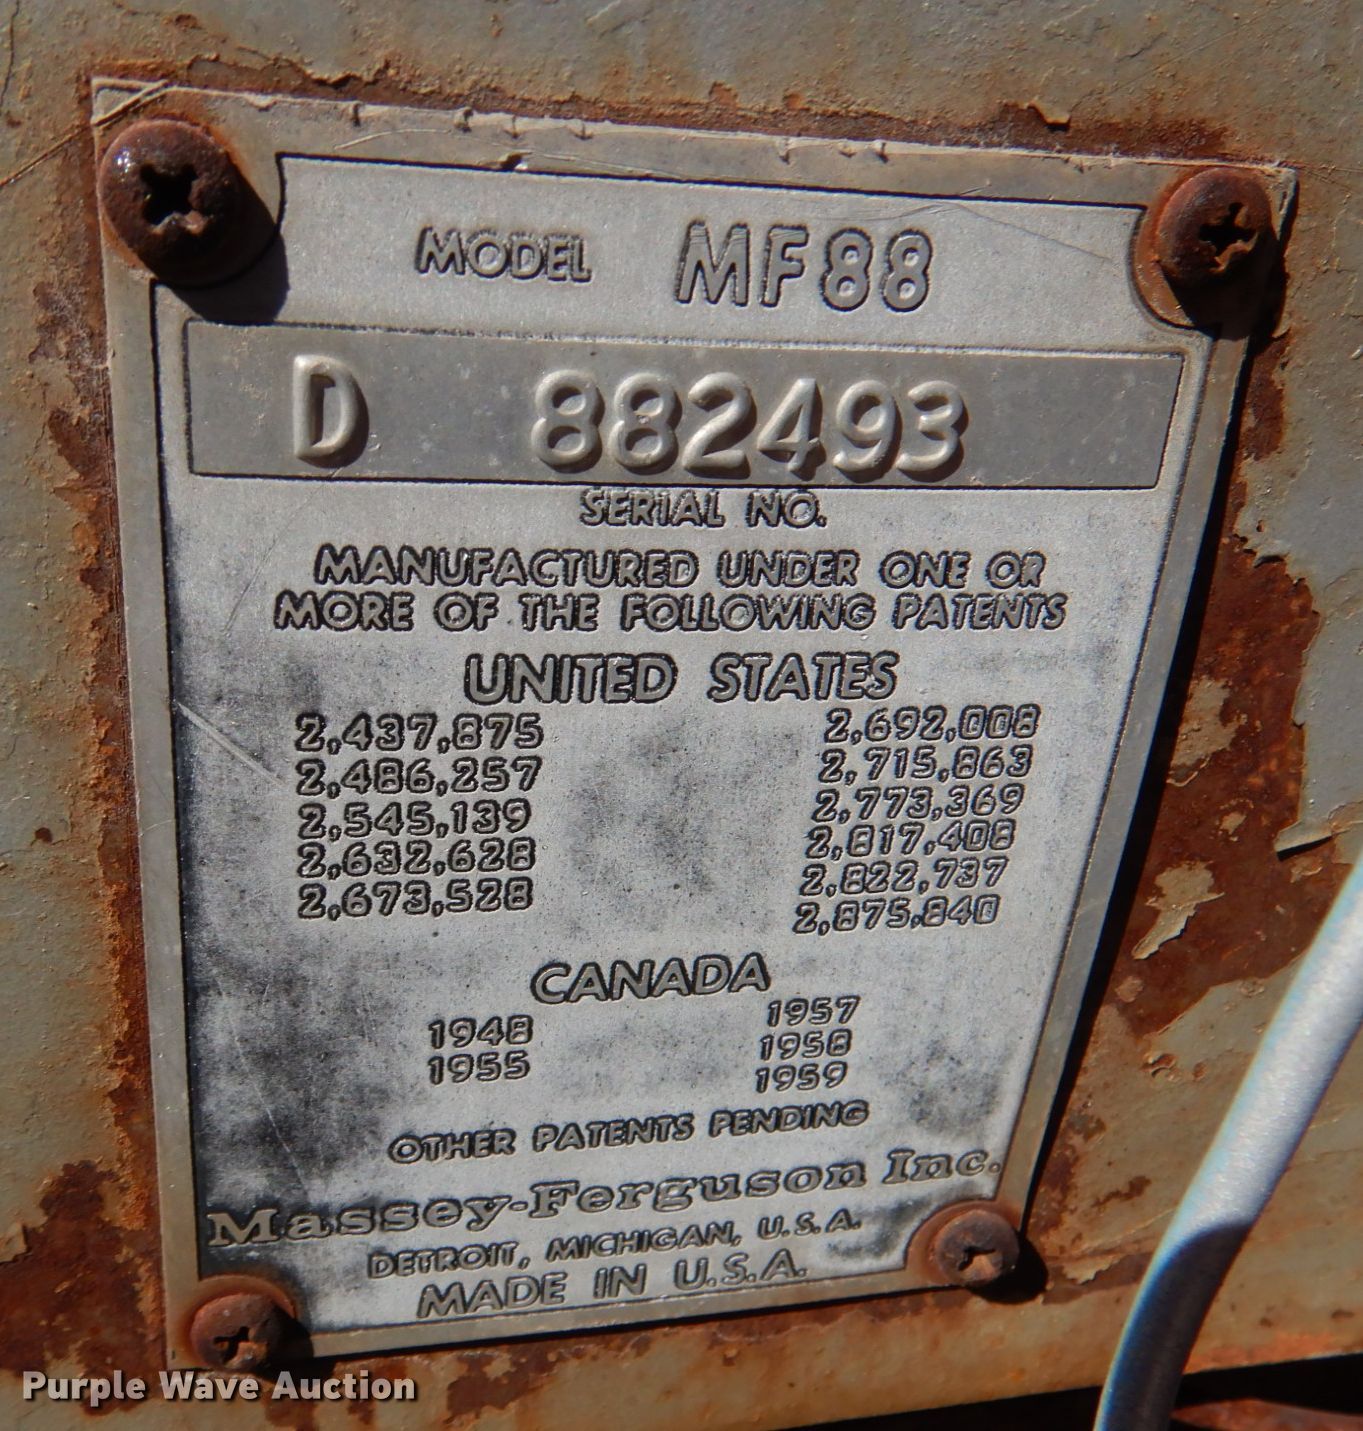 MODEL MF88
D 882493
SERIAL NO.
MANUFACTURED UNDER ONE OR
MORE OF THE FOLLOWING PATENTS
UNITED STATES
2,437,875 2,692,008
2,486,257 2,715,863
2,545,139 2,773,369
2,632,628 2,817,408
2,673,528 2,822,737
2,875,840
CANADA
1948 1957
1955 1958
1959
OTHER PATENTS PENDING
Massey-Ferguson Inc.
DETROIT, MICHIGAN, U.S.A.
MADE IN U.S.A.
Purple Wave Auction